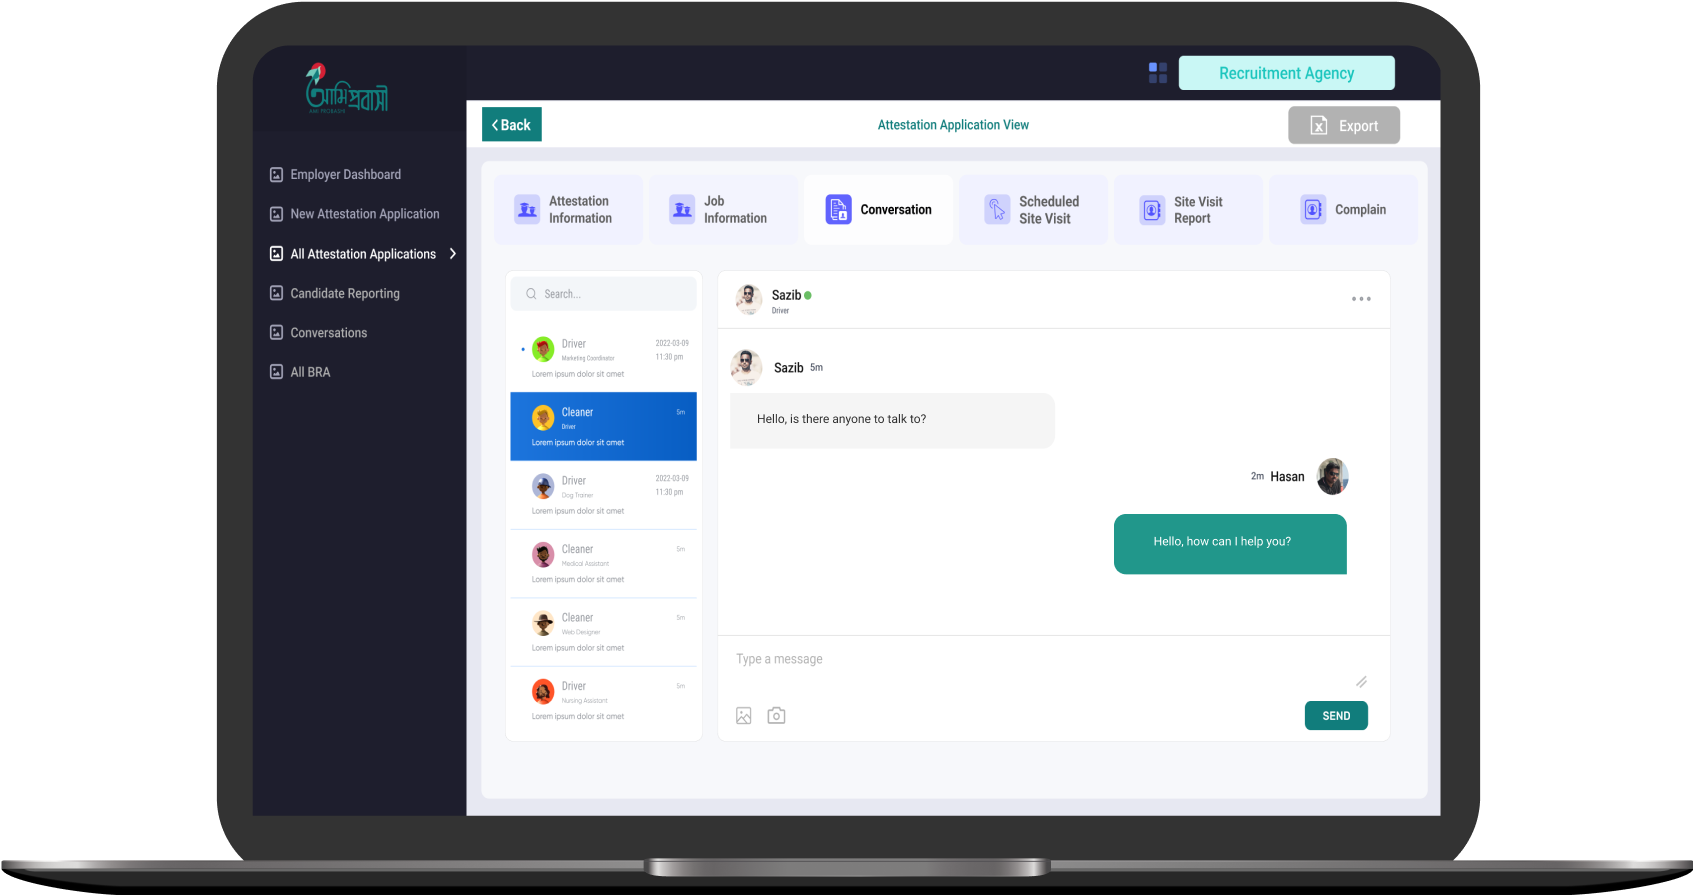 আমি প্রবাসী
AMI PROBASHI
Recruitment Agency
Back
Attestation Application View
Export
Employer Dashboard
New Attestation Application
All Attestation Applications
Candidate Reporting
Conversations
All BRA
Attestation
Information
Job
Information
Conversation
Scheduled
Site Visit
Site Visit
Report
Complain
Search...
Driver
2022-03-09
Marketing Coordinator
11:30 pm
Lorem ipsum dolor sit amet
Cleaner
5m
Driver
Lorem ipsum dolor sit amet
Driver
2022-03-09
Dog Trainer
11:30 pm
Lorem ipsum dolor sit amet
Cleaner
5m
Medical Assistant
Lorem ipsum dolor sit amet
Cleaner
5m
Web Designer
Lorem ipsum dolor sit amet
Driver
5m
Nursing Assistant
Lorem ipsum dolor sit amet
Sazib
Driver
Sazib 5m
Hello, is there anyone to talk to?
2m Hasan
Hello, how can I help you?
Type a message
SEND